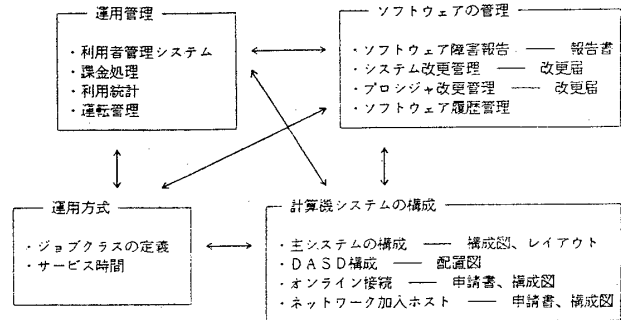 運用管理
・利用者管理システム
・課金処理
・利用統計
・運転管理
ソフトウェアの管理
・ソフトウェア障害報告 ── 報告書
・システム改更管理 ── 改更届
・プロシジャ改更管理 ── 改更届
・ソフトウェア履歴管理
運用方式
・ジョブクラスの定義
・サービス時間
計算機システムの構成
・主システムの構成 ── 構成図、レイアウト
・DASD構成 ── 配置図
・オンライン接続 ── 申請書、構成図
・ネットワーク加入ホスト ── 申請書、構成図